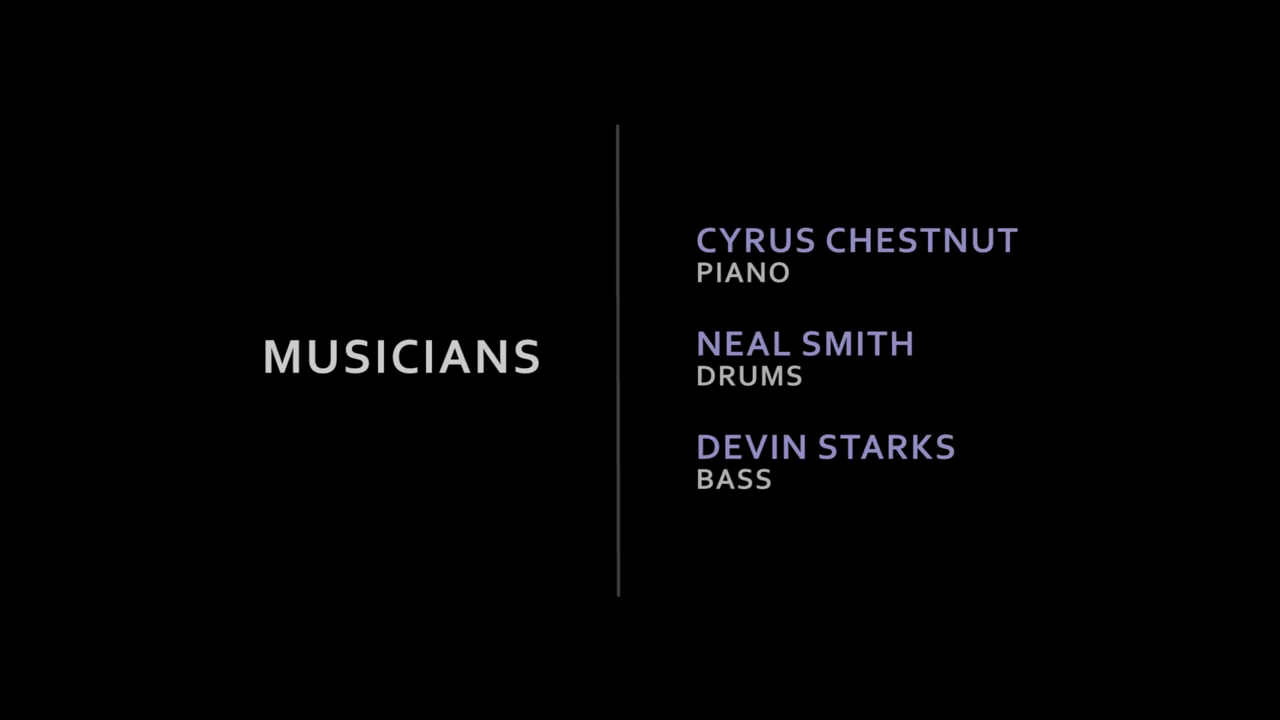 MUSICIANS
CYRUS CHESTNUT
PIANO
NEAL SMITH
DRUMS
DEVIN STARKS
BASS